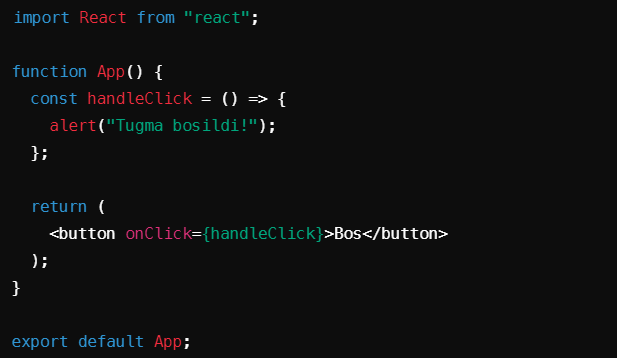 import React from "react";

function App() {
  const handleClick = () => {
    alert("Tugma bosildi!");
  };

  return (
    <button onClick={handleClick}>Bos</button>
  );
}

export default App;